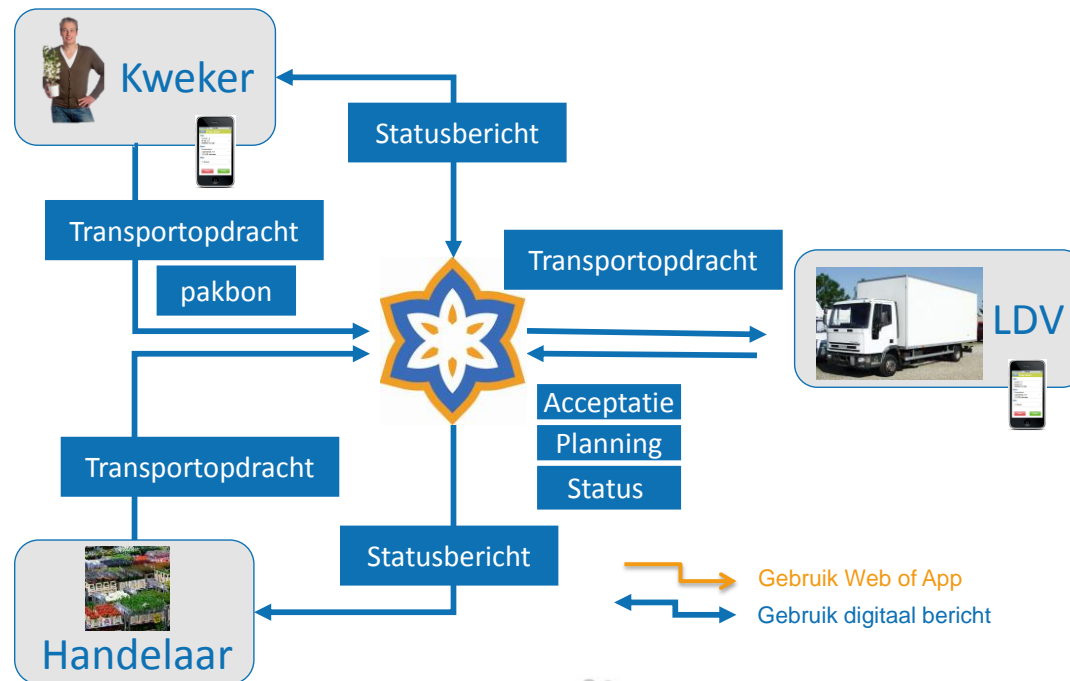 Kweker
Statusbericht
Transportopdracht
pakbon
Transportopdracht
LDV
Acceptatie
Planning
Status
Transportopdracht
Statusbericht
Handelaar
Gebruik Web of App
Gebruik digitaal bericht